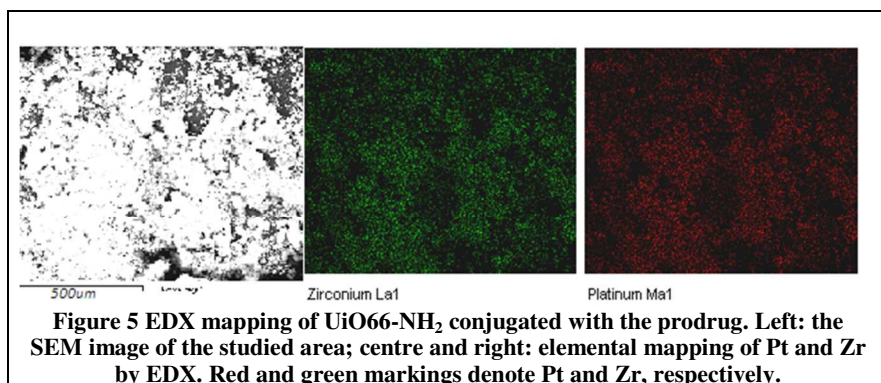 500um
Zirconium La1
Platinum Ma1
Figure 5 EDX mapping of UiO66-NH₂ conjugated with the prodrug. Left: the
SEM image of the studied area; centre and right: elemental mapping of Pt and Zr
by EDX. Red and green markings denote Pt and Zr, respectively.